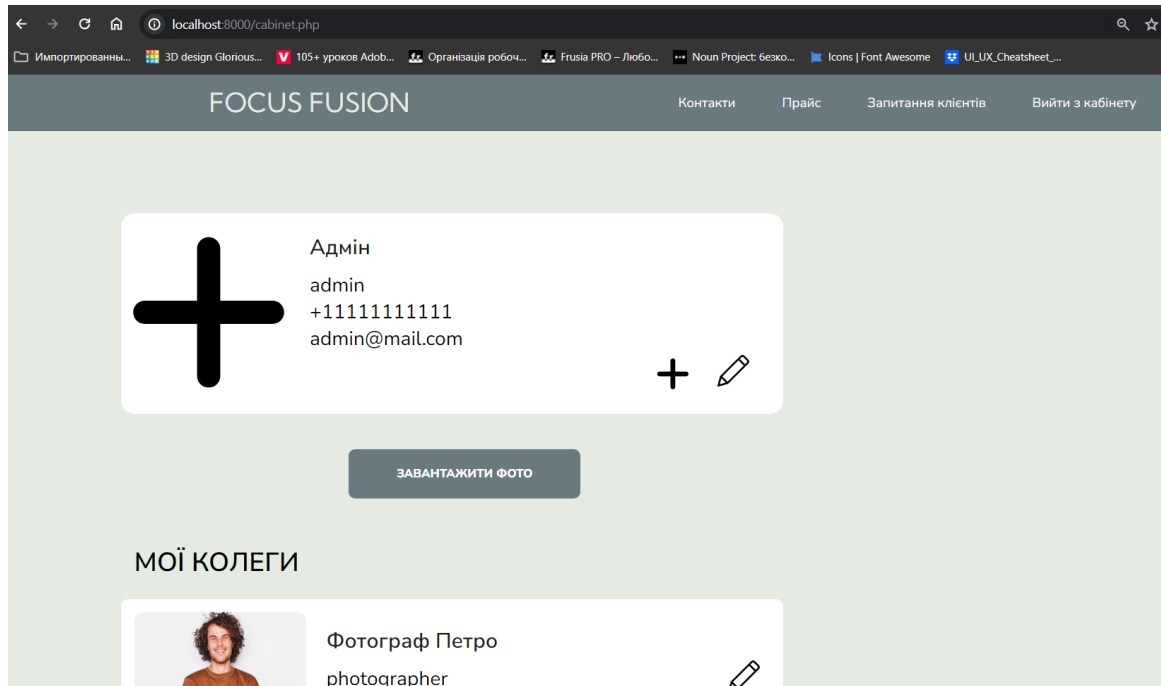 localhost:8000/cabinet.php
Импортированны... 3D design Glorious... 105+ уроков Adob... Організація робоч... Frusia PRO – Любо... Noun Project: безко... Icons | Font Awesome UI_UX_Cheatsheet_...
FOCUS FUSION Контакти Прайс Запитання клієнтів Вийти з кабінету
Адмін
admin
+11111111111
admin@mail.com
ЗАВАНТАЖИТИ ФОТО
МОЇ КОЛЕГИ
Фотограф Петро
photographer